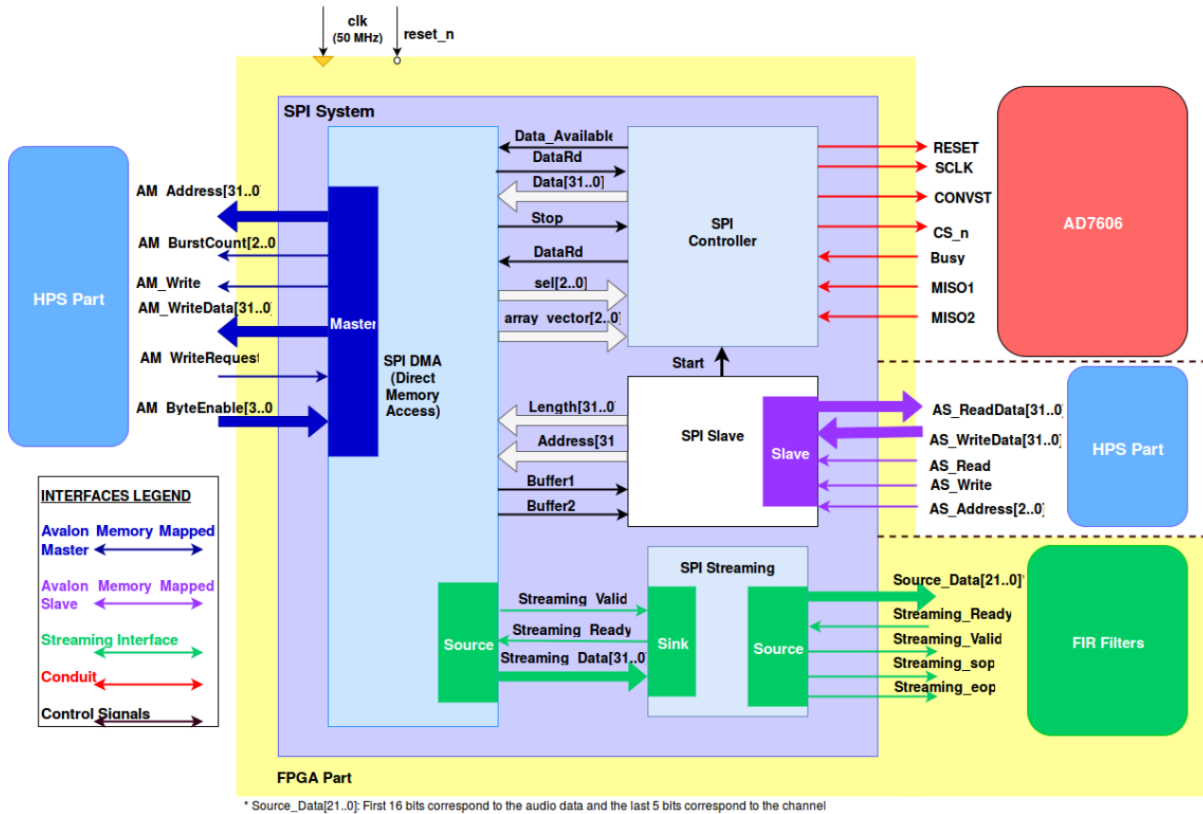 clk
(50 MHz)
reset_n
SPI System
HPS Part
AM_Address[31..0]
AM_BurstCount[2..0
AM_Write
AM_WriteData[31..0]
AM_WriteRequest
AM_ByteEnable[3..0
Master
SPI DMA
(Direct
Memory
Access)
Data_Available
DataRd
Data[31..0]
Stop
DataRd
sel[2..0]
array_vector[2..0]
SPI
Controller
RESET
SCLK
CONVST
CS_n
Busy
MISO1
MISO2
AD7606
Start
Length[31..0]
Address[31
Buffer1
Buffer2
SPI Slave
Slave
AS_ReadData[31..0]
AS_WriteData[31..0]
AS_Read
AS_Write
AS_Address[2..0]
HPS Part
INTERFACES LEGEND
Avalon Memory Mapped
Master
Avalon Memory Mapped
Slave
Streaming Interface
Conduit
Control Signals
Source
Streaming_Valid
Streaming_Ready
Streaming_Data[31..0]
SPI Streaming
Sink
Source
Source_Data[21..0]*
Streaming_Ready
Streaming_Valid
Streaming_sop
Streaming_eop
FIR Filters
FPGA Part
* Source_Data[21..0]: First 16 bits correspond to the audio data and the last 5 bits correspond to the channel